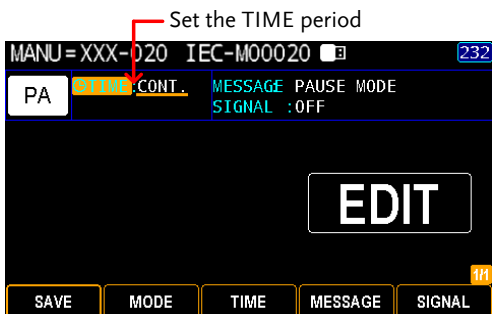 Set the TIME period
MANU=XXX-020 IEC-M00020 232
PA TIME:CONT. MESSAGE PAUSE MODE
SIGNAL :OFF
EDIT
1/1
SAVE MODE TIME MESSAGE SIGNAL